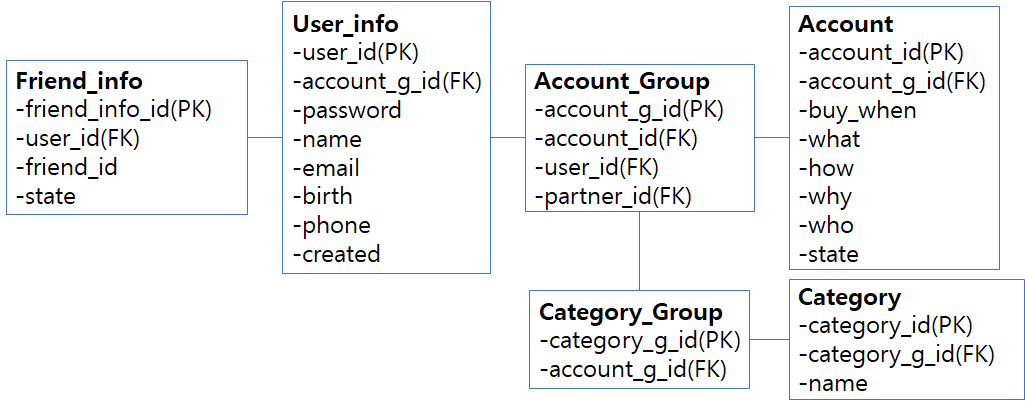 Friend_info
-friend_info_id(PK)
-user_id(FK)
-friend_id
-state
User_info
-user_id(PK)
-account_g_id(FK)
-password
-name
-email
-birth
-phone
-created
Account_Group
-account_g_id(PK)
-account_id(FK)
-user_id(FK)
-partner_id(FK)
Account
-account_id(PK)
-account_g_id(FK)
-buy_when
-what
-how
-why
-who
-state
Category_Group
-category_g_id(PK)
-account_g_id(FK)
Category
-category_id(PK)
-category_g_id(FK)
-name